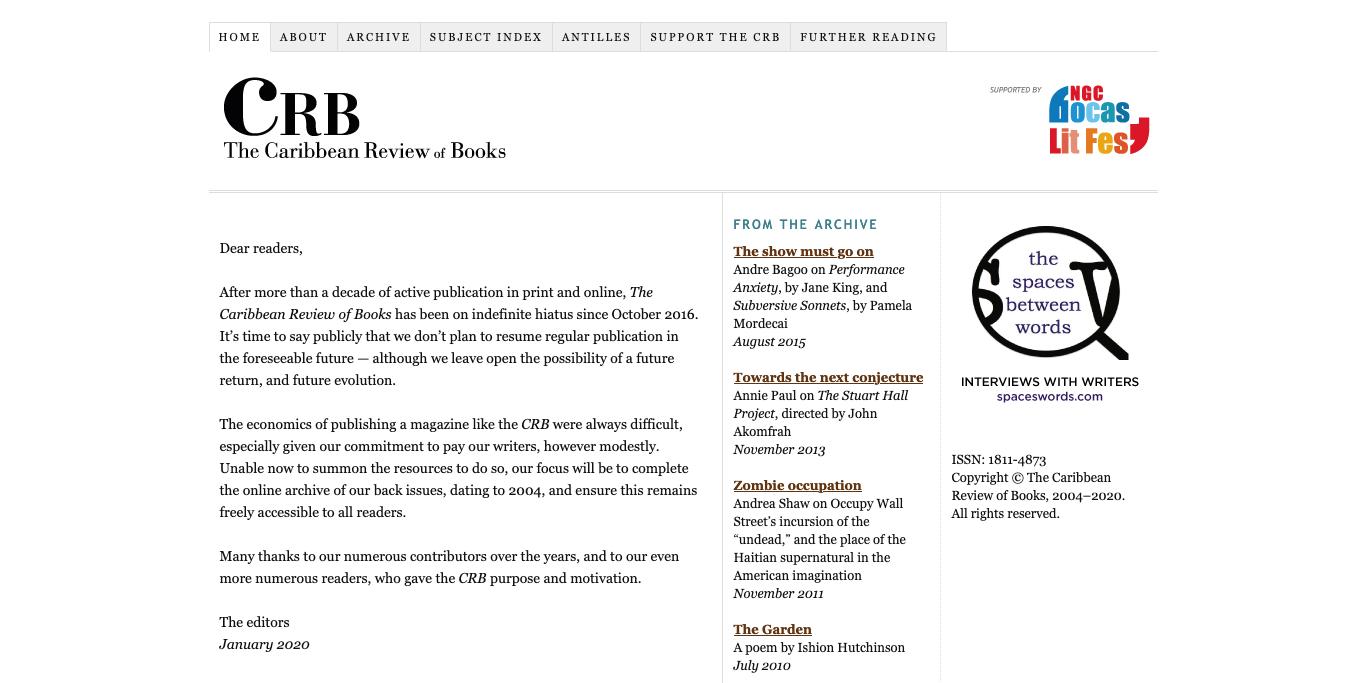 HOME ABOUT ARCHIVE SUBJECT INDEX ANTILLES SUPPORT THE CRB FURTHER READING
CRB
The Caribbean Review of Books
SUPPORTED BY
NGC
Bocas
Lit Fest
Dear readers,
After more than a decade of active publication in print and online, The
Caribbean Review of Books has been on indefinite hiatus since October 2016.
It’s time to say publicly that we don’t plan to resume regular publication in
the foreseeable future — although we leave open the possibility of a future
return, and future evolution.
The economics of publishing a magazine like the CRB were always difficult,
especially given our commitment to pay our writers, however modestly.
Unable now to summon the resources to do so, our focus will be to complete
the online archive of our back issues, dating to 2004, and ensure this remains
freely accessible to all readers.
Many thanks to our numerous contributors over the years, and to our even
more numerous readers, who gave the CRB purpose and motivation.
The editors
January 2020
FROM THE ARCHIVE
The show must go on
Andre Bagoo on Performance
Anxiety, by Jane King, and
Subversive Sonnets, by Pamela
Mordecai
August 2015
Towards the next conjecture
Annie Paul on The Stuart Hall
Project, directed by John
Akomfrah
November 2013
Zombie occupation
Andrea Shaw on Occupy Wall
Street’s incursion of the
“undead,” and the place of the
Haitian supernatural in the
American imagination
November 2011
The Garden
A poem by Ishion Hutchinson
July 2010
S W
the
spaces
between
words
INTERVIEWS WITH WRITERS
spaceswords.com
ISSN: 1811-4873
Copyright © The Caribbean
Review of Books, 2004–2020.
All rights reserved.